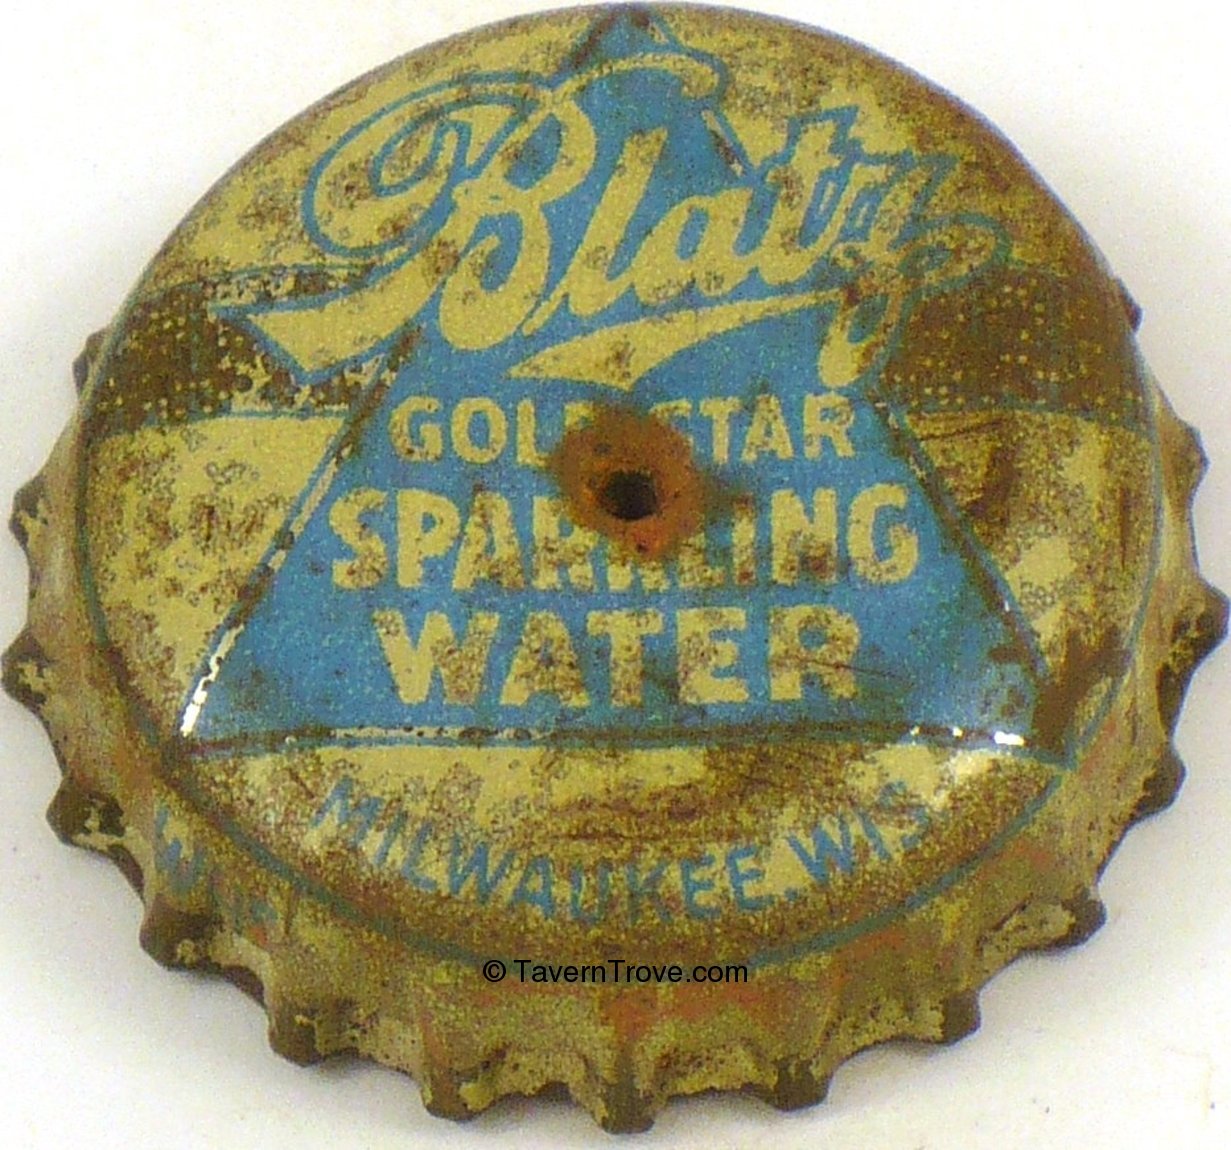 Blatz
GOLD STAR
SPARKLING
WATER
MILWAUKEE, WIS.
© TavernTrove.com